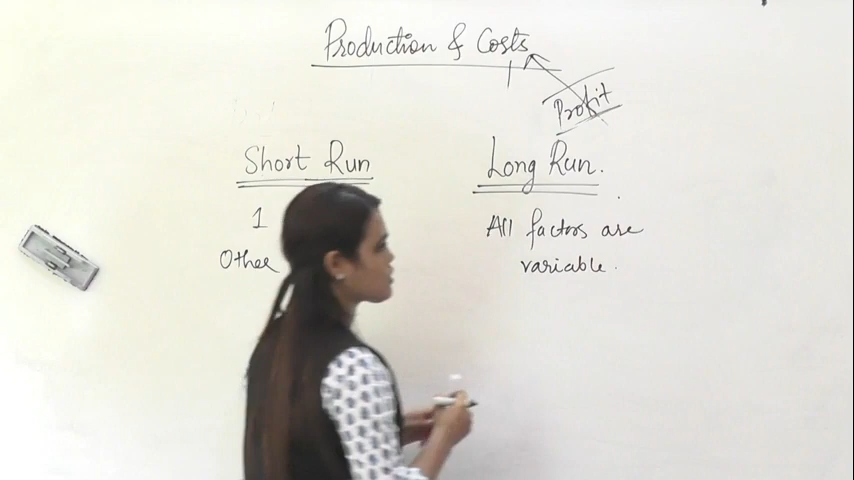 Production & Costs
Profit
Short Run
Long Run.
1
Other
All factors are
variable.